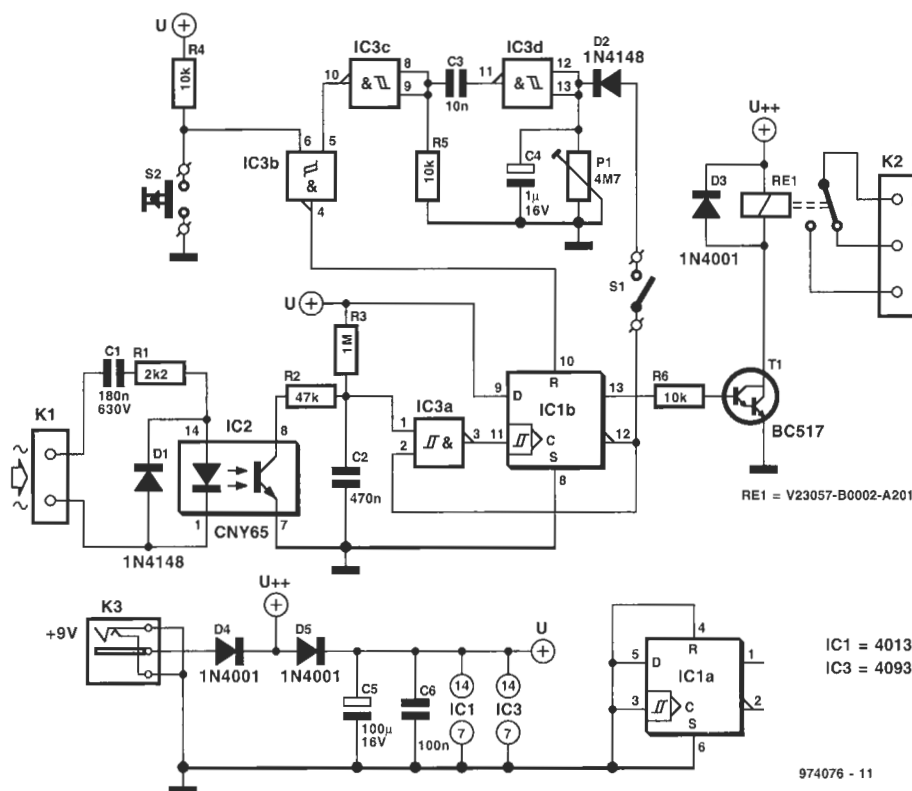 U
R4
10k
S2
IC3c
10
8
9
&
C3
10n
IC3d
11
12
13
&
D2
1N4148
6
5
IC3b
&
4
R5
10k
C4
1µ
16V
P1
4M7
U++
D3
RE1
K2
1N4001
S1
U
R3
1M
C1
180n
630V
R1
2k2
K1
~
~
14
D1
1N4148
IC2
8
1
7
CNY65
R2
47k
C2
470n
IC3a
1
2
&
3
10
R
9
D
13
IC1b
11
C
12
S
8
R6
10k
T1
BC517
RE1 = V23057-B0002-A201
K3
+9V
D4
1N4001
U++
D5
1N4001
U
C5
100µ
16V
C6
100n
14
IC1
7
14
IC3
7
4
R
5
D
1
IC1a
3
C
2
S
6
IC1 = 4013
IC3 = 4093
974076 - 11